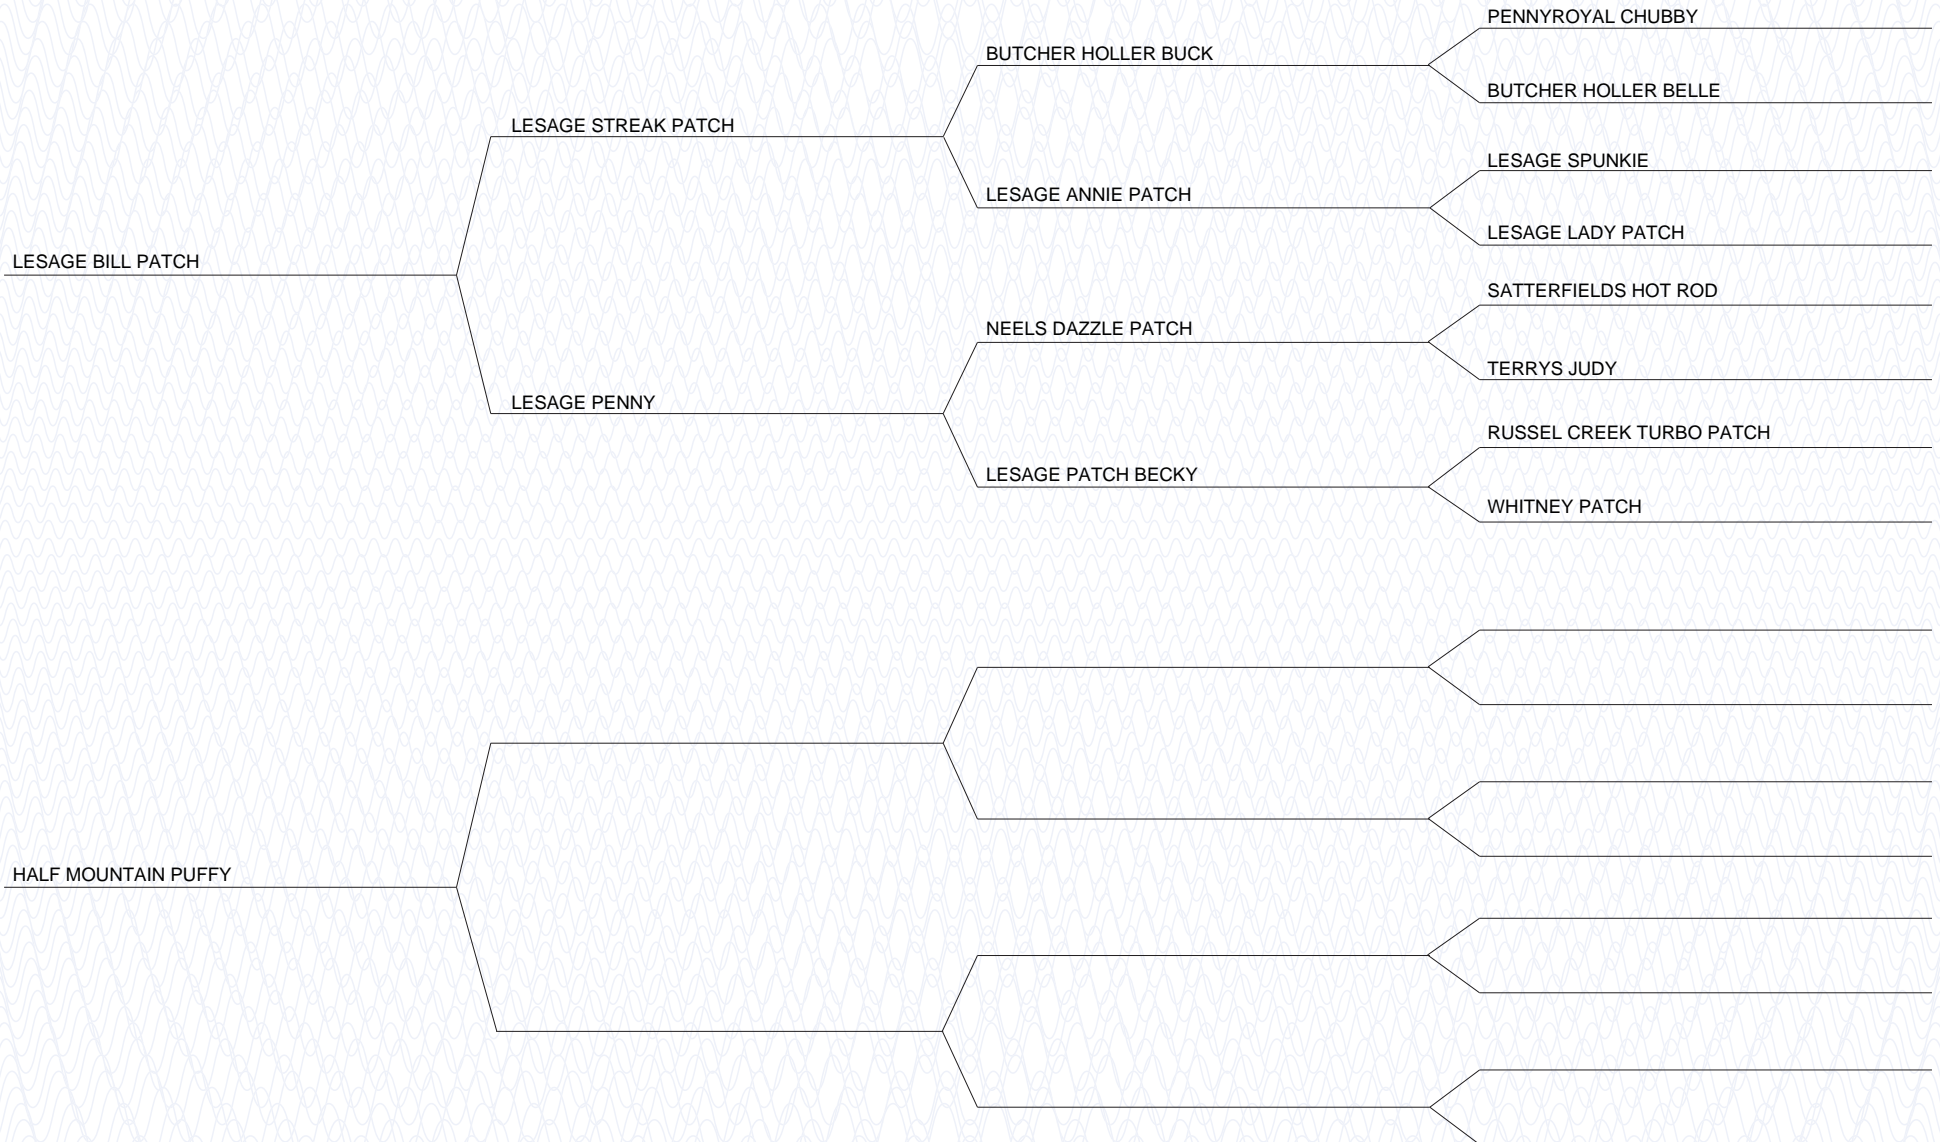 PENNYROYAL CHUBBY
BUTCHER HOLLER BUCK
BUTCHER HOLLER BELLE
LESAGE STREAK PATCH
LESAGE SPUNKIE
LESAGE ANNIE PATCH
LESAGE LADY PATCH
LESAGE BILL PATCH
SATTERFIELDS HOT ROD
NEELS DAZZLE PATCH
TERRYS JUDY
LESAGE PENNY
RUSSEL CREEK TURBO PATCH
LESAGE PATCH BECKY
WHITNEY PATCH
HALF MOUNTAIN PUFFY